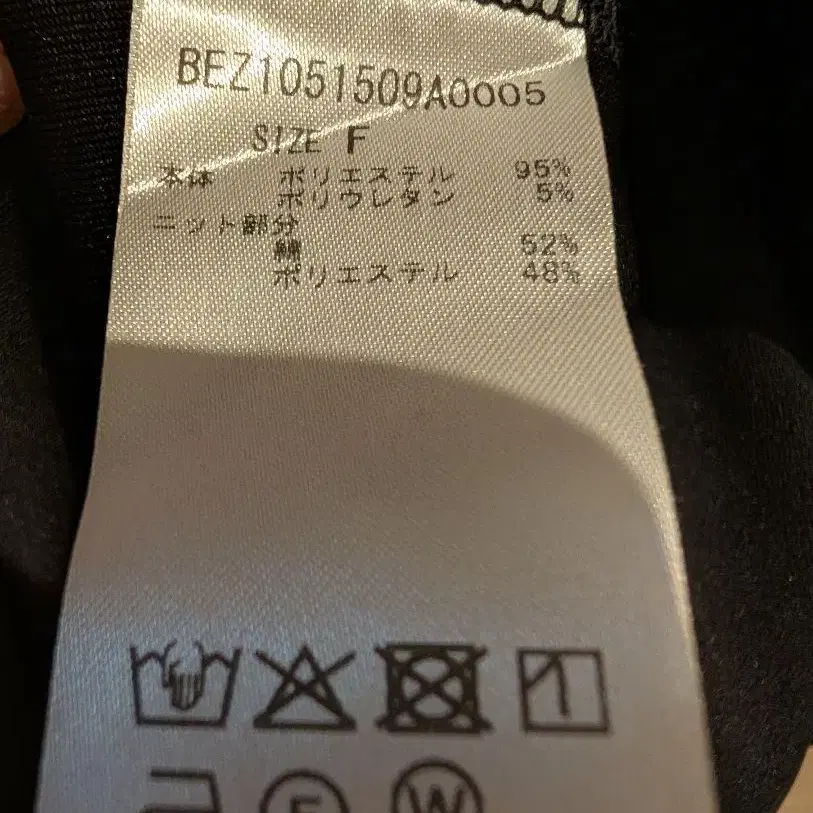 BEZ1051509A0005
SIZE F
本体 ポリエステル 95%
ポリウレタン 5%
ニット部分
綿 52%
ポリエステル 48%
F W